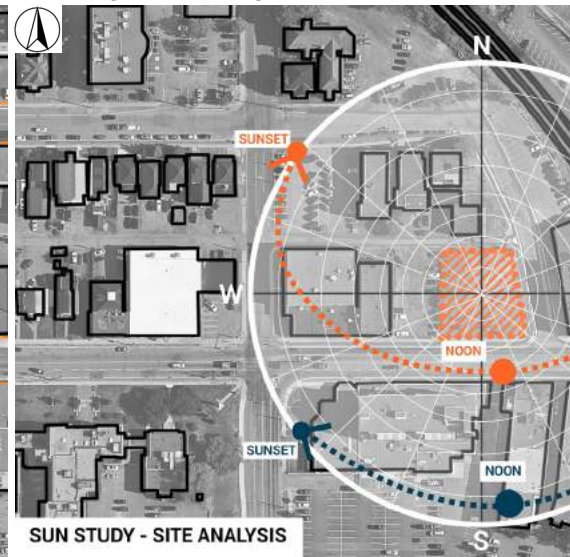 N
SUNSET
W
NOON
SUNSET
NOON
S
SUN STUDY - SITE ANALYSIS